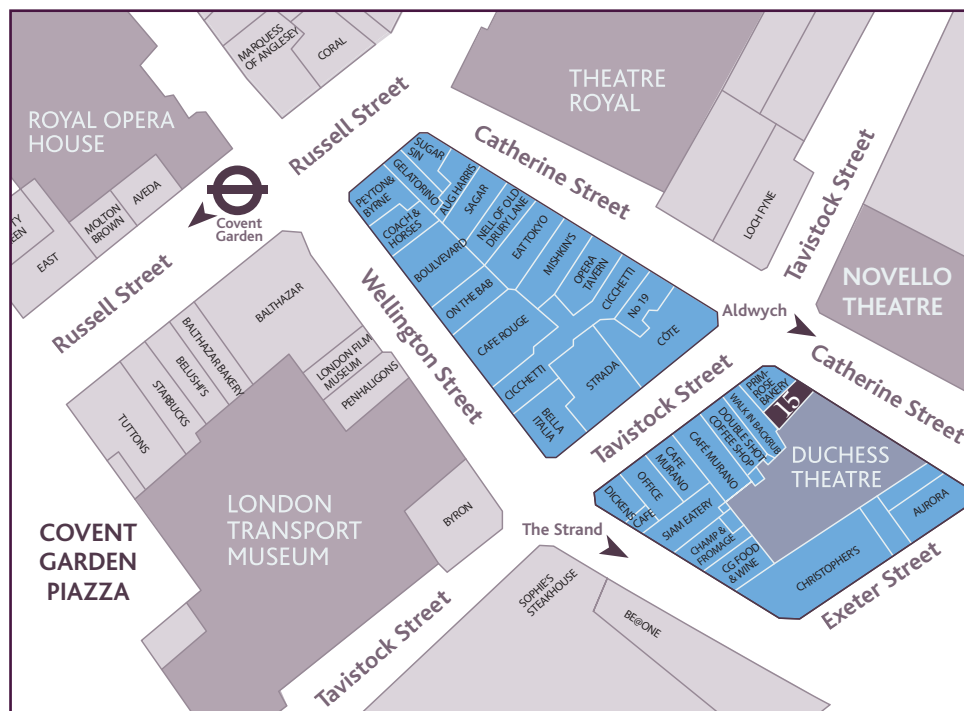 MARQUESS
OF ANGLESEY
CORAL
ROYAL OPERA
HOUSE
THEATRE
ROYAL
Russell Street
Catherine Street
Tavistock Street
LOCH FYNE
NOVELLO
THEATRE
AVEDA
MOLTON
BROWN
EAST
Covent
Garden
Russell Street
SUGAR
SIN
GELATORINO
PEYTON&
BYRNE
COACH &
HORSES
AUG HARRIS
SAGAR
NELL OF OLD
DRURY LANE
EAT TOKYO
MISHKIN'S
OPERA
TAVERN
CICCHETTI
No 19
CÔTE
BOULVEVARD
ON THE BAB
CAFE ROUGE
CICCHETTI
STRADA
BELLA
ITALIA
Wellington Street
Aldwych
Catherine Street
Tavistock Street
BALTHAZAR
BALTHAZAR BAKERY
BELUSHI'S
STARBUCKS
TUTTONS
LONDON FILM
MUSEUM
PENHALIGONS
PRIM-
ROSE
BAKERY
15
WALK IN BACKRUB
DOUBLE SHOT
COFFEE SHOP
CAFÉ MURANO
CAFE
MURANO
OFFICE
DICKENS
CAFE
SIAM EATERY
CHAMP &
FROMAGE
CG FOOD
& WINE
DUCHESS
THEATRE
CHRISTOPHER'S
AURORA
Exeter Street
COVENT
GARDEN
PIAZZA
LONDON
TRANSPORT
MUSEUM
BYRON
The Strand
SOPHIE'S
STEAKHOUSE
BE@ONE
Tavistock Street